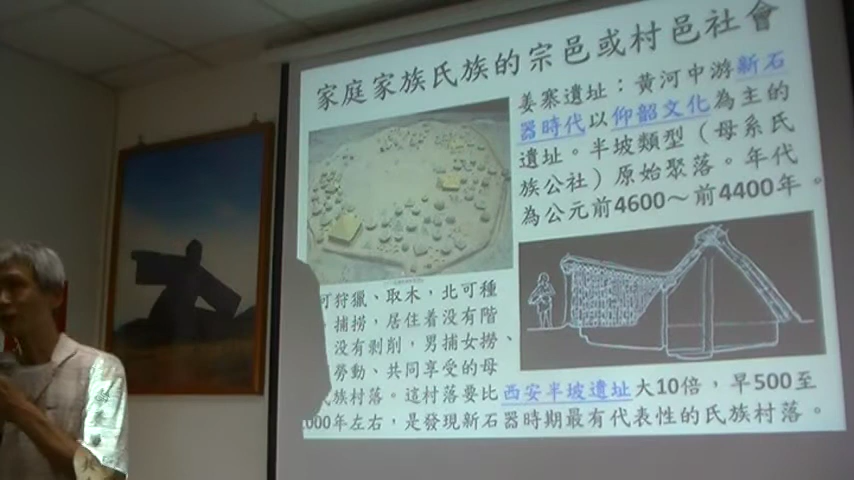 家庭家族氏族的宗邑或村邑社會
姜寨遺址：黃河中游新石
器時代以仰韶文化為主的
遺址。半坡類型（母系氏
族公社）原始聚落。年代
為公元前4600～前4400年。
可狩獵、取木，北可種
捕撈，居住着没有階
没有剥削，男捕女撈、
勞動、共同享受的母
族村落。這村落要比西安半坡遺址大10倍，早500至
000年左右，是發現新石器時期最有代表性的氏族村落。